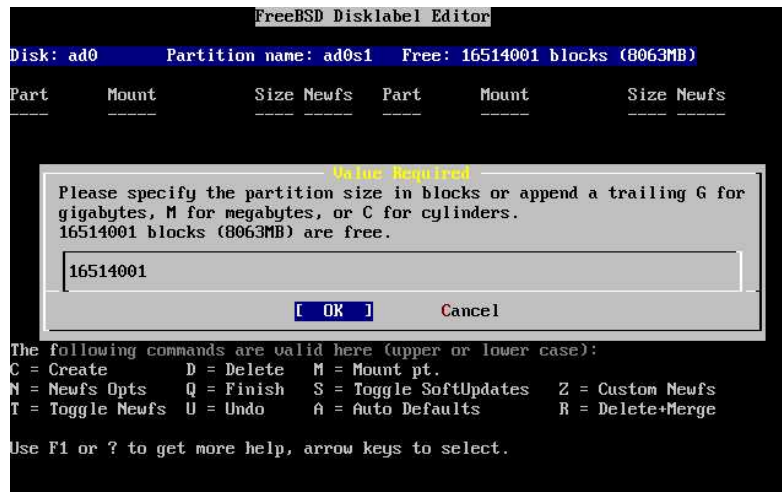 FreeBSD Disklabel Editor
Disk: ad0 Partition name: ad0s1 Free: 16514001 blocks (8063MB)
Part Mount Size Newfs Part Mount Size Newfs
---- ----- ---- ----- ---- ----- ---- -----
Value Required
Please specify the partition size in blocks or append a trailing G for
gigabytes, M for megabytes, or C for cylinders.
16514001 blocks (8063MB) are free.
16514001
[ OK ] Cancel
The following commands are valid here (upper or lower case):
C = Create D = Delete M = Mount pt.
N = Newfs Opts Q = Finish S = Toggle SoftUpdates Z = Custom Newfs
T = Toggle Newfs U = Undo A = Auto Defaults R = Delete+Merge
Use F1 or ? to get more help, arrow keys to select.